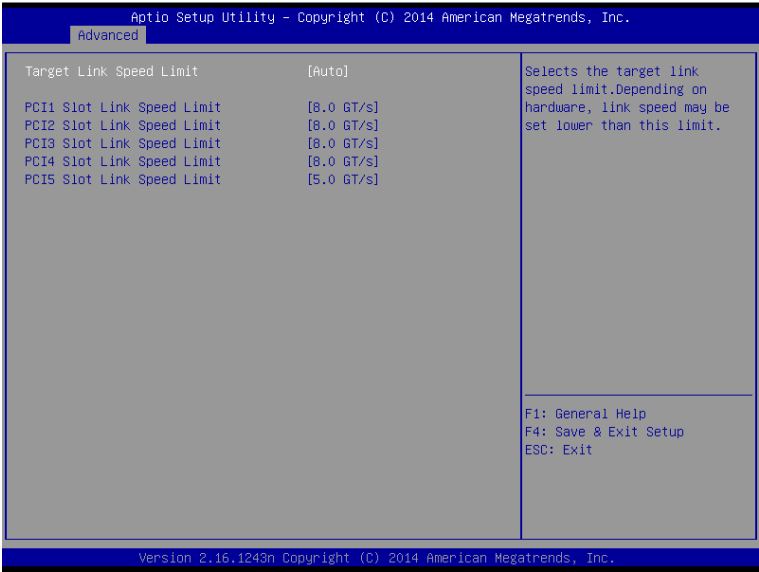 Aptio Setup Utility – Copyright (C) 2014 American Megatrends, Inc.
Advanced
Target Link Speed Limit [Auto]
PCI1 Slot Link Speed Limit [8.0 GT/s]
PCI2 Slot Link Speed Limit [8.0 GT/s]
PCI3 Slot Link Speed Limit [8.0 GT/s]
PCI4 Slot Link Speed Limit [8.0 GT/s]
PCI5 Slot Link Speed Limit [5.0 GT/s]
Selects the target link
speed limit.Depending on
hardware, link speed may be
set lower than this limit.
F1: General Help
F4: Save & Exit Setup
ESC: Exit
Version 2.16.1243n Copyright (C) 2014 American Megatrends, Inc.